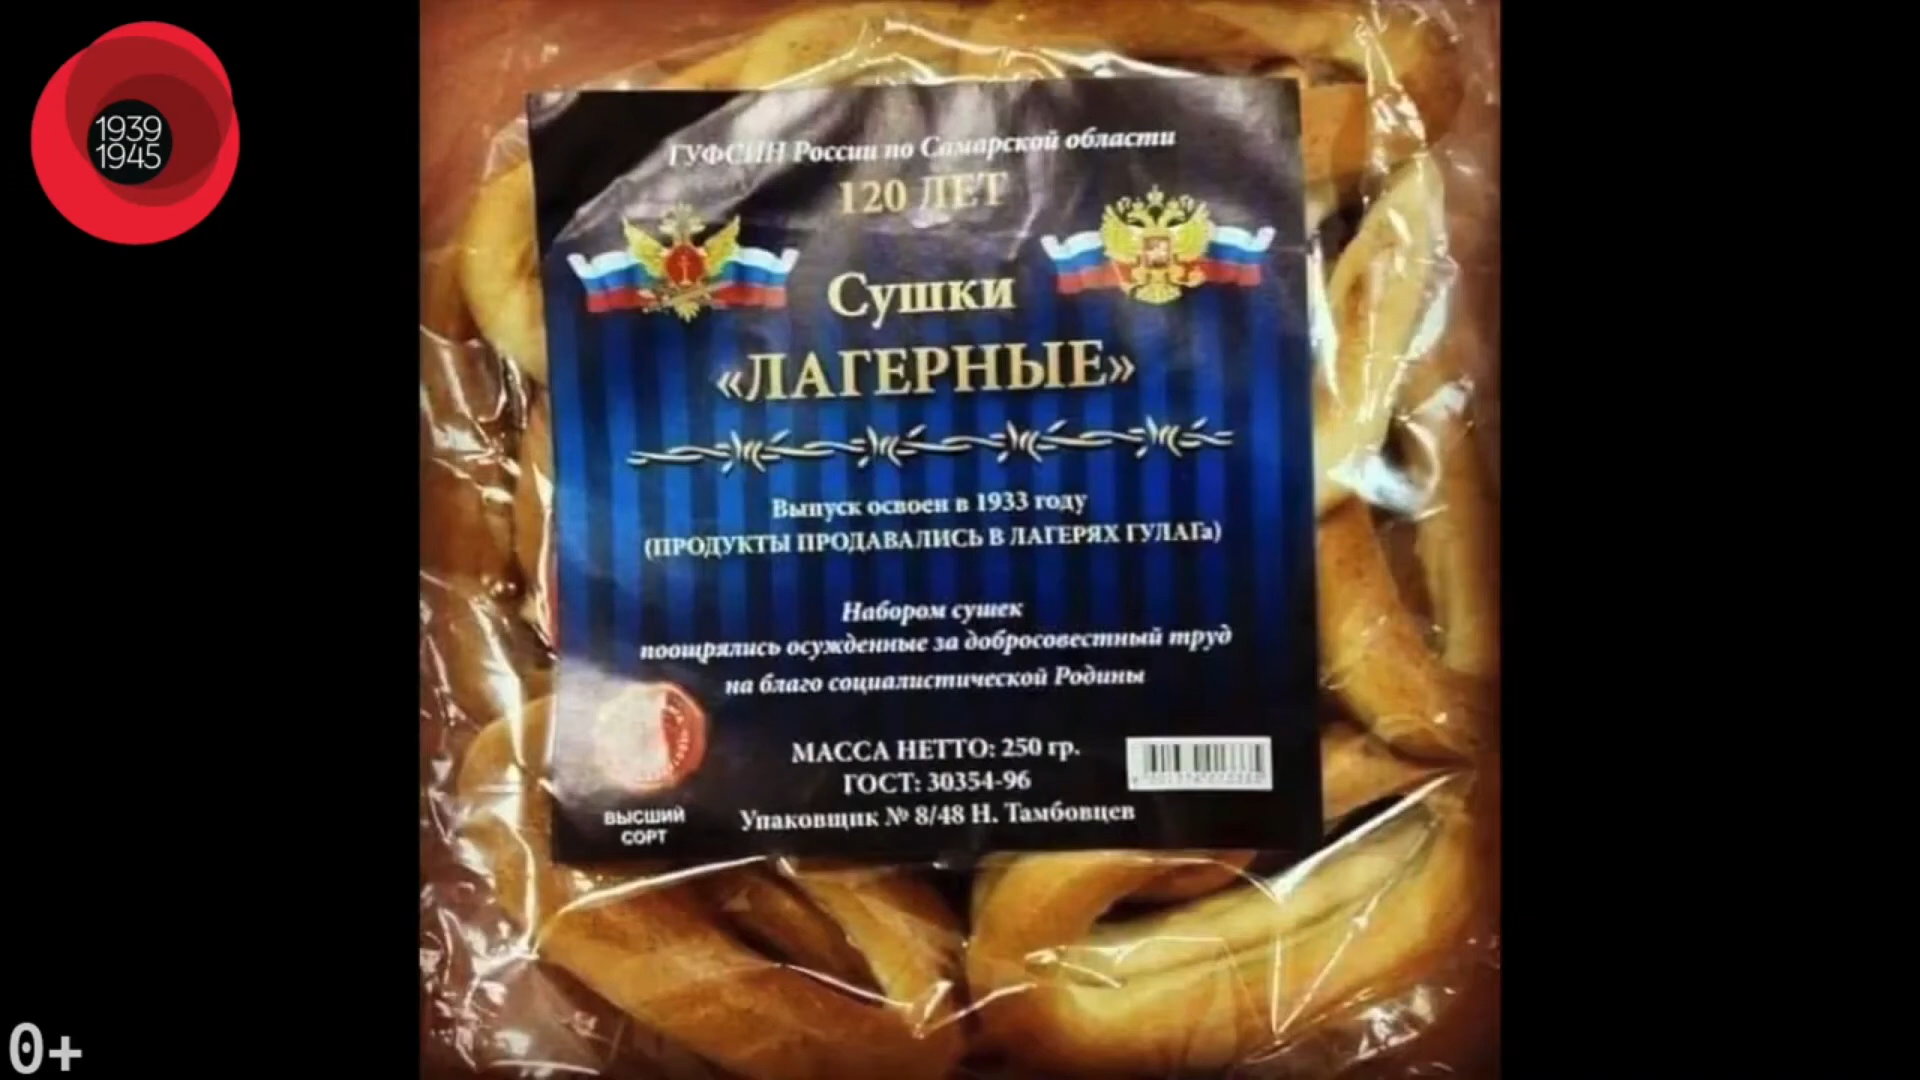 1939
1945
ГУФСИН России по Самарской области
120 ЛЕТ
Сушки
«ЛАГЕРНЫЕ»
Выпуск освоен в 1933 году
(ПРОДУКТЫ ПРОДАВАЛИСЬ В ЛАГЕРЯХ ГУЛАГа)
Набором сушек
поощрялись осужденные за добросовестный труд
на благо социалистической Родины
МАССА НЕТТО: 250 гр.
ГОСТ: 30354-96
Упаковщик № 8/48 Н. Тамбовцев
ВЫСШИЙ
СОРТ
0+